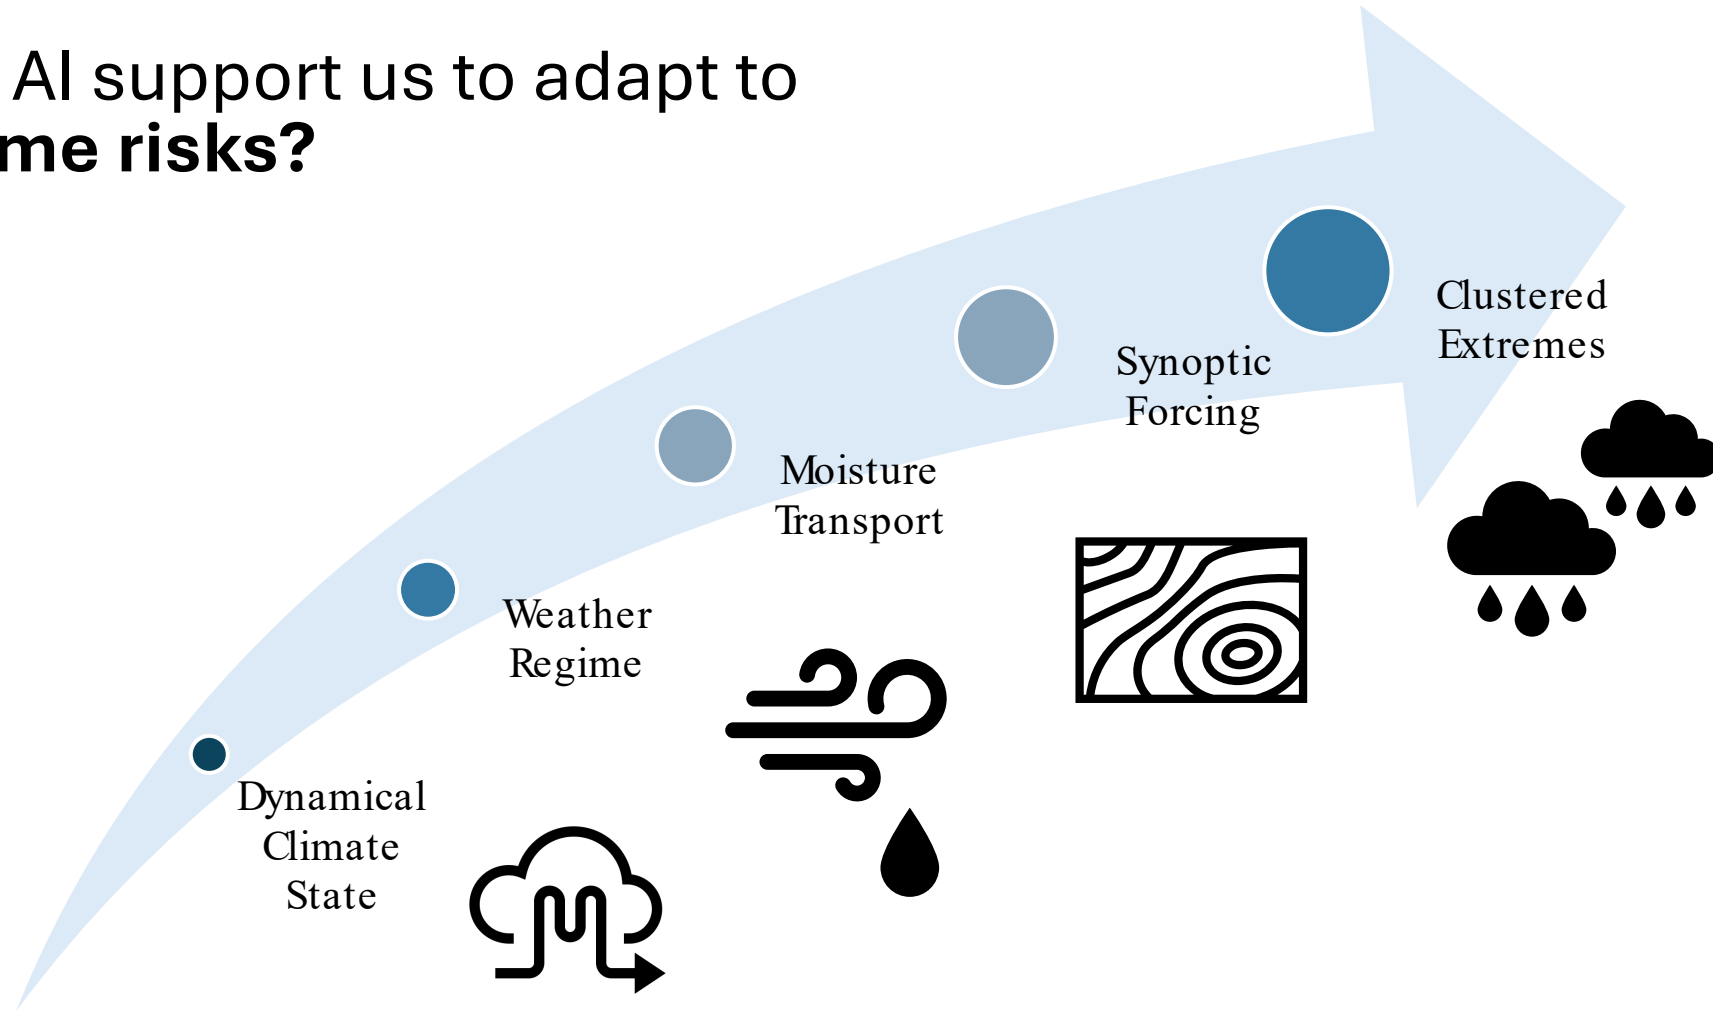 AI support us to adapt to
me risks?
Clustered
Extremes
Synoptic
Forcing
Moisture
Transport
Weather
Regime
Dynamical
Climate
State